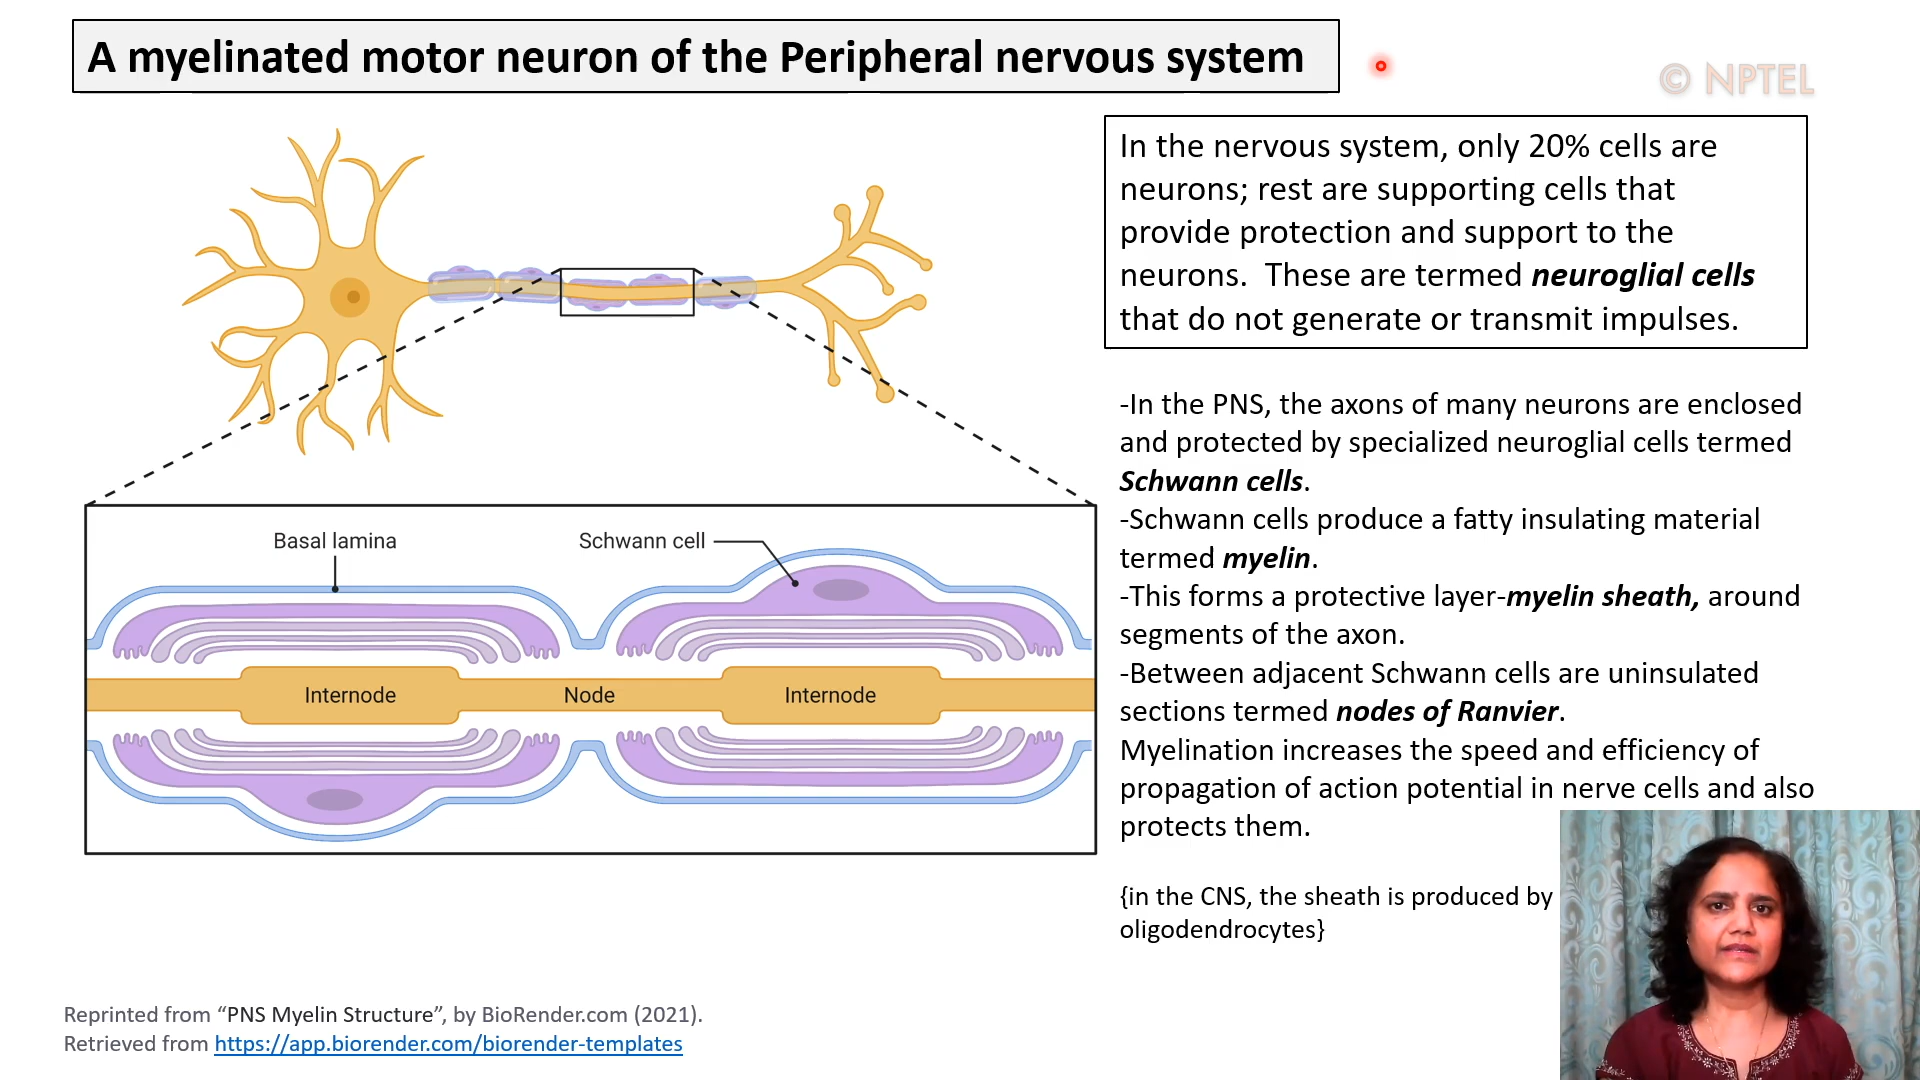 A myelinated motor neuron of the Peripheral nervous system
© NPTEL
In the nervous system, only 20% cells are
neurons; rest are supporting cells that
provide protection and support to the
neurons.  These are termed neuroglial cells
that do not generate or transmit impulses.
-In the PNS, the axons of many neurons are enclosed
and protected by specialized neuroglial cells termed
Schwann cells.
-Schwann cells produce a fatty insulating material
termed myelin.
-This forms a protective layer-myelin sheath, around
segments of the axon.
-Between adjacent Schwann cells are uninsulated
sections termed nodes of Ranvier.
Myelination increases the speed and efficiency of
propagation of action potential in nerve cells and also
protects them.
{in the CNS, the sheath is produced by
oligodendrocytes}
Basal lamina
Schwann cell
Internode
Node
Internode
Reprinted from “PNS Myelin Structure”, by BioRender.com (2021).
Retrieved from https://app.biorender.com/biorender-templates